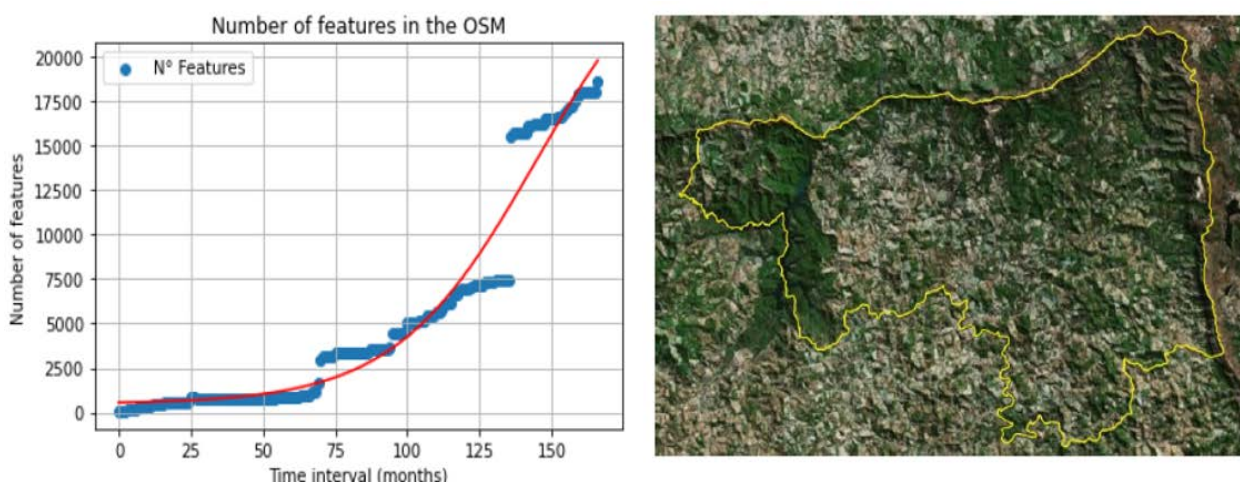 Number of features in the OSM
N° Features
Number of features
20000
17500
15000
12500
10000
7500
5000
2500
0
0 25 50 75 100 125 150
Time interval (months)